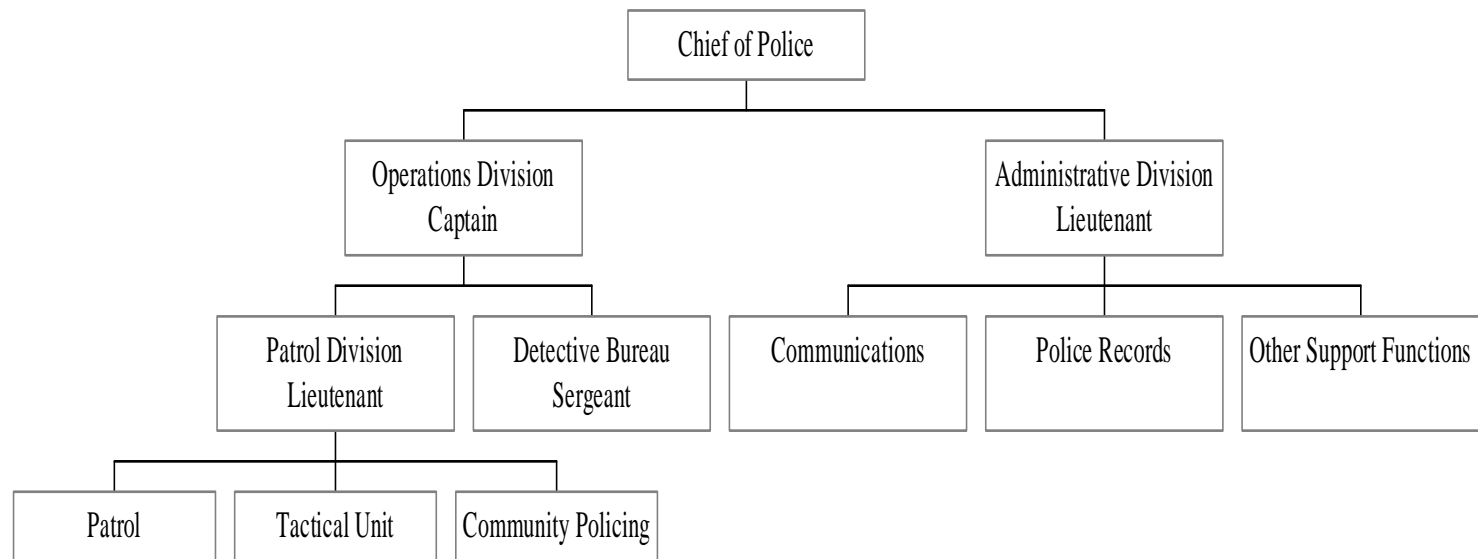 Chief of Police
Operations Division
Captain
Administrative Division
Lieutenant
Patrol Division
Lieutenant
Detective Bureau
Sergeant
Communications
Police Records
Other Support Functions
Patrol
Tactical Unit
Community Policing